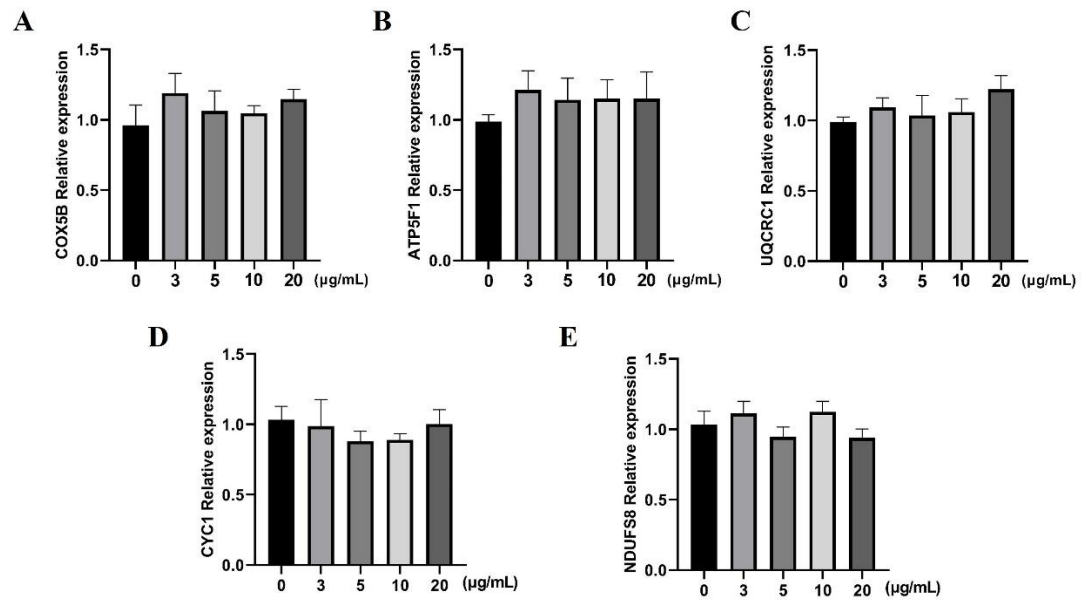 A
COX5B Relative expression
1.5
1.0
0.5
0.0
0 3 5 10 20 (μg/mL)
B
ATP5F1 Relative expression
1.5
1.0
0.5
0.0
0 3 5 10 20 (μg/mL)
C
UQCRC1 Relative expression
1.5
1.0
0.5
0.0
0 3 5 10 20 (μg/mL)
D
CYC1 Relative expression
1.5
1.0
0.5
0.0
0 3 5 10 20 (μg/mL)
E
NDUFS8 Relative expression
1.5
1.0
0.5
0.0
0 3 5 10 20 (μg/mL)